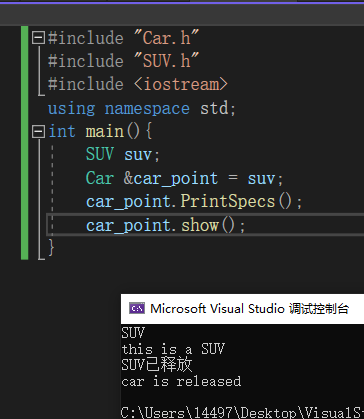 #include "Car.h"
#include "SUV.h"
#include <iostream>
using namespace std;
int main(){
SUV suv;
Car &car_point = suv;
car_point.PrintSpecs();
car_point.show();
}
Microsoft Visual Studio 调试控制台
SUV
this is a SUV
SUV已释放
car is released
C:\Users\14497\Desktop\VisualS